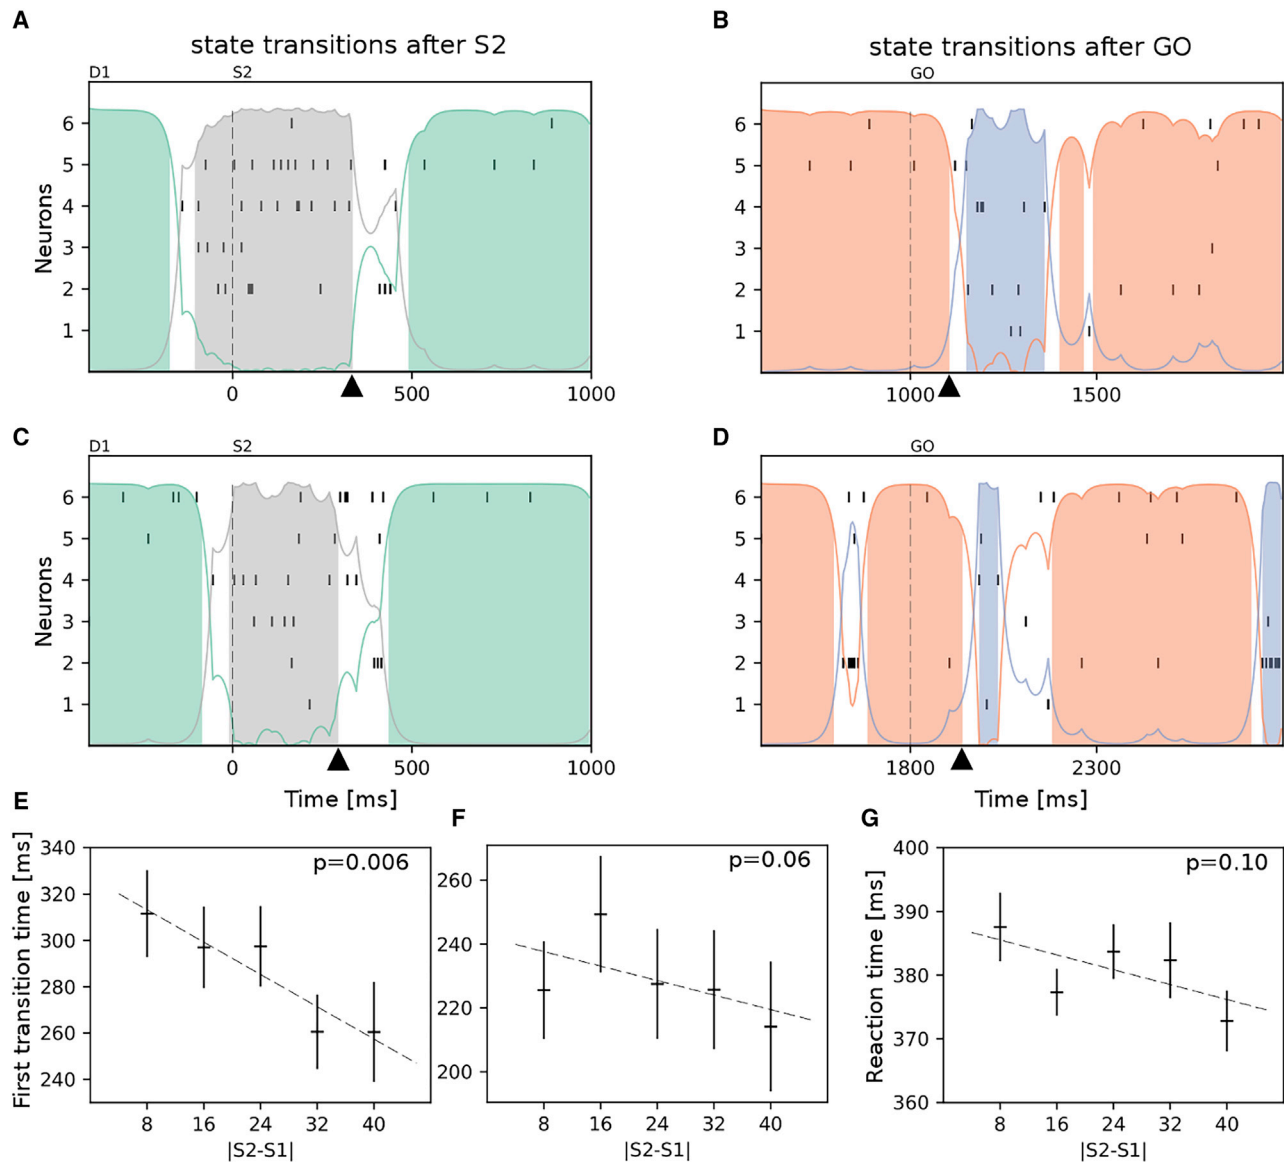 A
state transitions after S2
D1 S2
Neurons
6
5
4
3
2
1
0 500 1000
B
state transitions after GO
GO
6
5
4
3
2
1
1000 1500
C
D1 S2
Neurons
6
5
4
3
2
1
0 500 1000
Time [ms]
D
GO
6
5
4
3
2
1
1800 2300
Time [ms]
E
First transition time [ms]
p=0.006
340
320
300
280
260
240
8 16 24 32 40
|S2-S1|
F
p=0.06
260
240
220
200
8 16 24 32 40
|S2-S1|
G
Reaction time [ms]
p=0.10
400
390
380
370
360
8 16 24 32 40
|S2-S1|